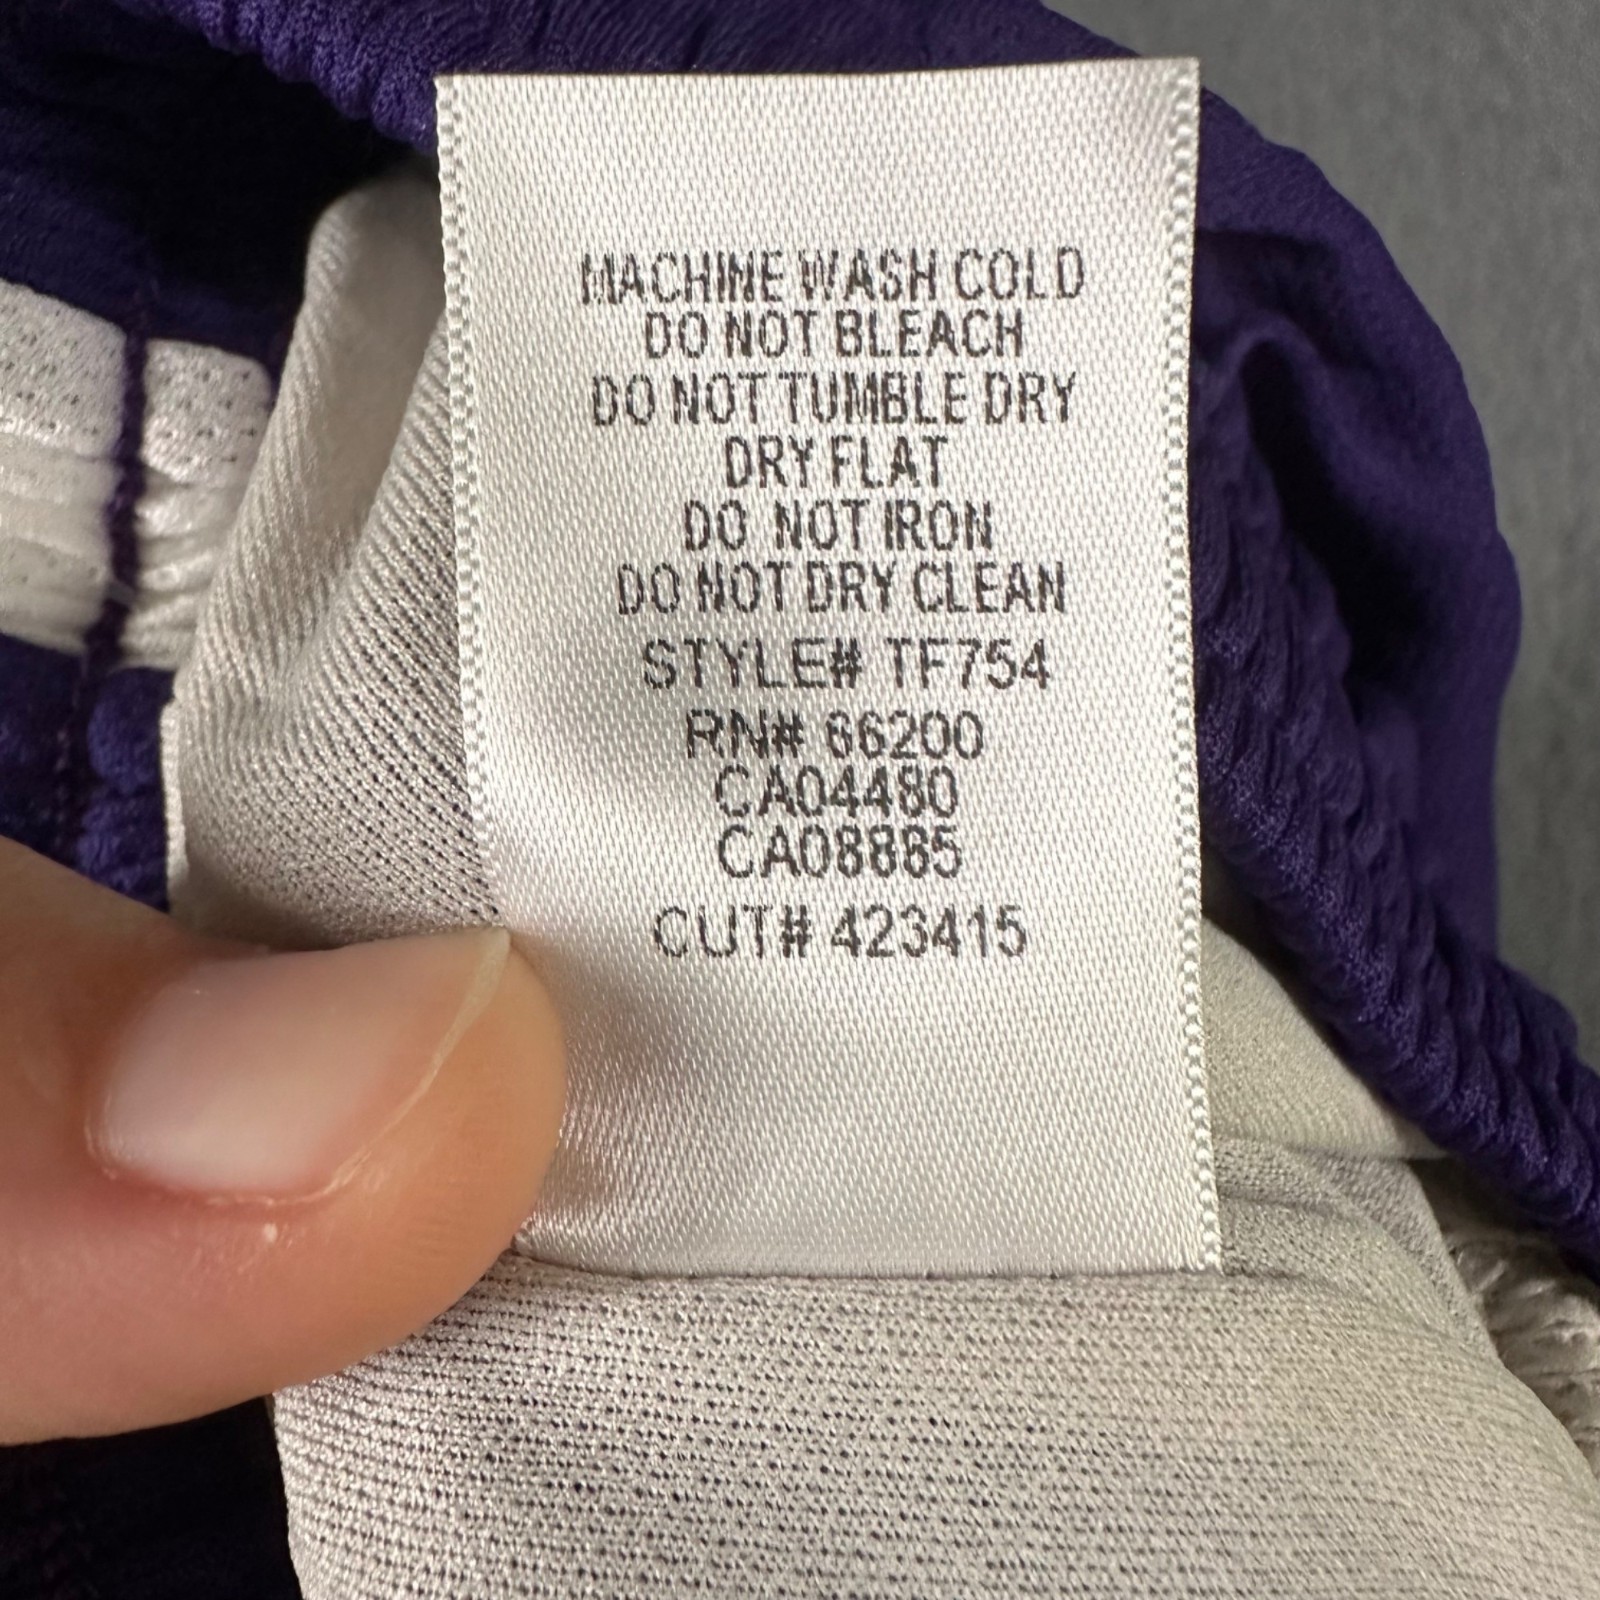 MACHINE WASH COLD
DO NOT BLEACH
DO NOT TUMBLE DRY
DRY FLAT
DO NOT IRON
DO NOT DRY CLEAN
STYLE# TF754
RN# 66200
CA04480
CA08885
CUT# 423415